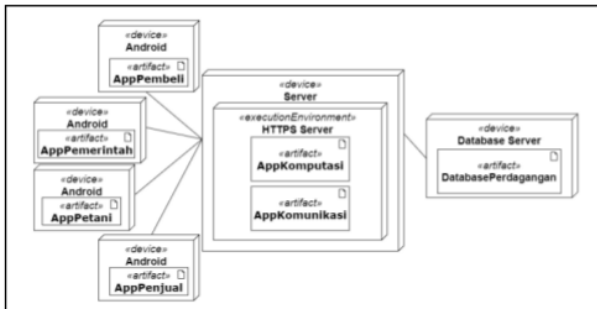 «device»
Android
«artifact»
AppPembeli
«device»
Android
«artifact»
AppPemerintah
«device»
Android
«artifact»
AppPetani
«device»
Android
«artifact»
AppPenjual
«device»
Server
«executionEnvironment»
HTTPS Server
«artifact»
AppKomputasi
«artifact»
AppKomunikasi
«device»
Database Server
«artifact»
DatabasePerdagangan